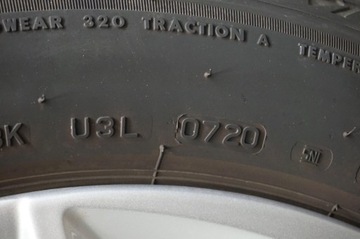 WEAR 320 TRACTION A TEMPER
K U3L 0720